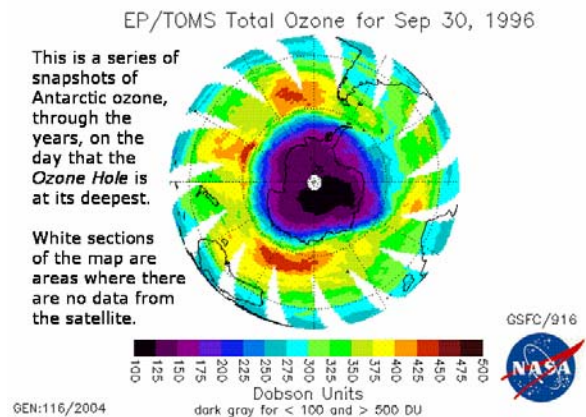 EP/TOMS Total Ozone for Sep 30, 1996
This is a series of
snapshots of
Antarctic ozone,
through the
years, on the
day that the
Ozone Hole is
at its deepest.
White sections
of the map are
areas where there
are no data from
the satellite.
GSFC/916
100 125 150 175 200 225 250 275 300 325 350 375 400 425 450 475 500
Dobson Units
dark gray for < 100 and > 500 DU
GEN:116/2004
NASA